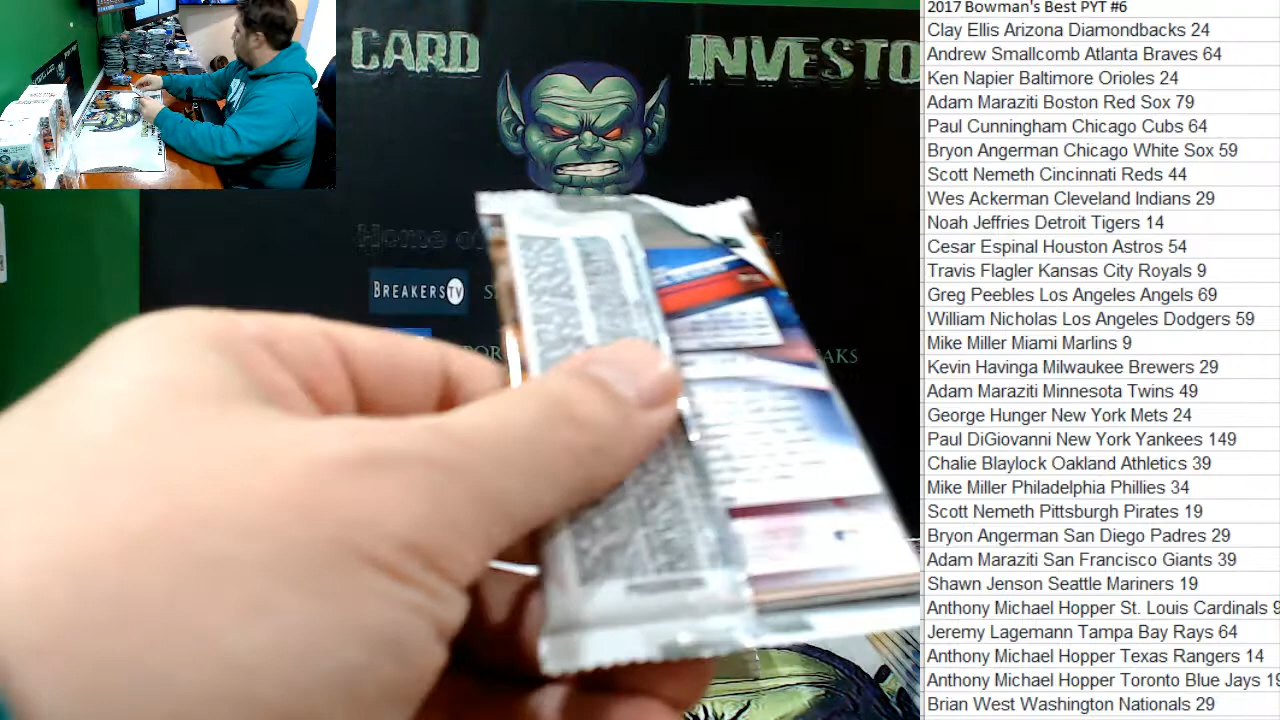 CARD INVESTO
Home o
BREAKERSTV
2017 Bowman's Best PYT #6
Clay Ellis Arizona Diamondbacks 24
Andrew Smallcomb Atlanta Braves 64
Ken Napier Baltimore Orioles 24
Adam Maraziti Boston Red Sox 79
Paul Cunningham Chicago Cubs 64
Bryon Angerman Chicago White Sox 59
Scott Nemeth Cincinnati Reds 44
Wes Ackerman Cleveland Indians 29
Noah Jeffries Detroit Tigers 14
Cesar Espinal Houston Astros 54
Travis Flagler Kansas City Royals 9
Greg Peebles Los Angeles Angels 69
William Nicholas Los Angeles Dodgers 59
Mike Miller Miami Marlins 9
Kevin Havinga Milwaukee Brewers 29
Adam Maraziti Minnesota Twins 49
George Hunger New York Mets 24
Paul DiGiovanni New York Yankees 149
Chalie Blaylock Oakland Athletics 39
Mike Miller Philadelphia Phillies 34
Scott Nemeth Pittsburgh Pirates 19
Bryon Angerman San Diego Padres 29
Adam Maraziti San Francisco Giants 39
Shawn Jenson Seattle Mariners 19
Anthony Michael Hopper St. Louis Cardinals 9
Jeremy Lagemann Tampa Bay Rays 64
Anthony Michael Hopper Texas Rangers 14
Anthony Michael Hopper Toronto Blue Jays 19
Brian West Washington Nationals 29